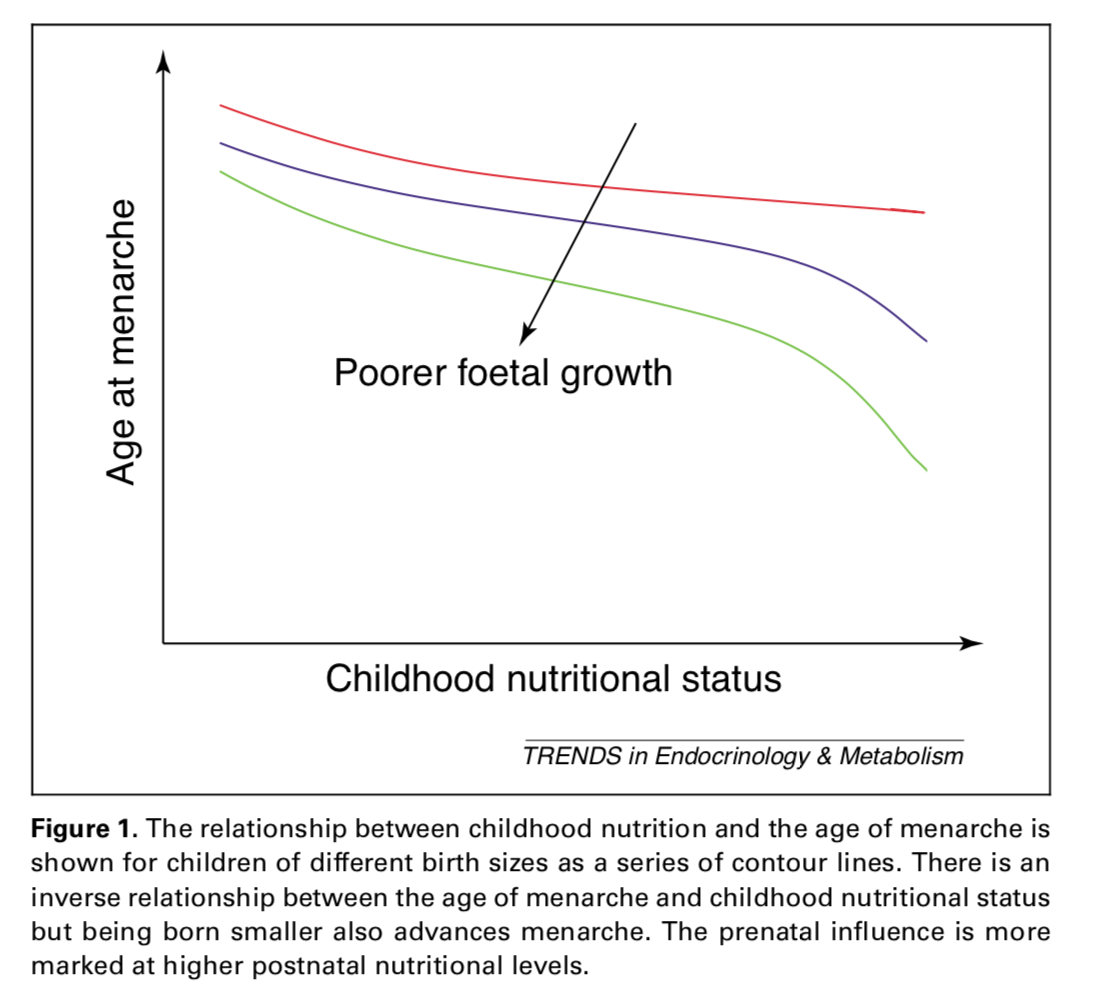 Age at menarche
Poorer foetal growth
Childhood nutritional status
TRENDS in Endocrinology & Metabolism
Figure 1. The relationship between childhood nutrition and the age of menarche is
shown for children of different birth sizes as a series of contour lines. There is an
inverse relationship between the age of menarche and childhood nutritional status
but being born smaller also advances menarche. The prenatal influence is more
marked at higher postnatal nutritional levels.